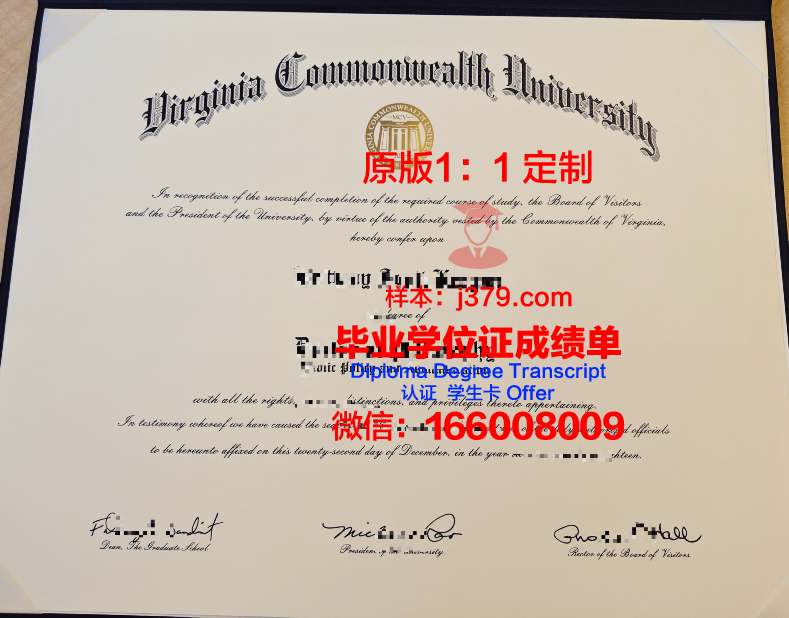 Virginia Commonwealth University
MCV
原版1：1 定制
In recognition of the successful completion of the required course of study, the Board of Visitors
and the President of the University, by virtue of the authority vested by the Commonwealth of Virginia,
hereby confer upon
样本：j379.com
of
毕业学位证成绩单
Diploma Degree Transcript
认证 学生卡 Offer
with all the rights, and privileges thereto appertaining.
微信：166008009
In testimony whereof we have caused the officials
to be hereunto affixed on this twenty-second day of December, in the year
Dean, The Graduate School
President University
Rector of the Board of Visitors